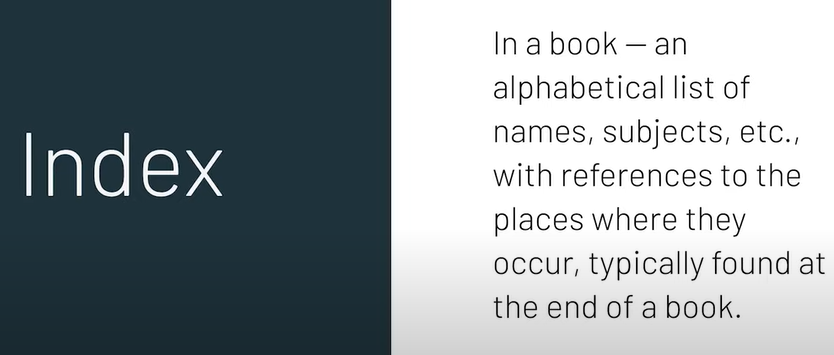 Index
In a book — an
alphabetical list of
names, subjects, etc.,
with references to the
places where they
occur, typically found at
the end of a book.